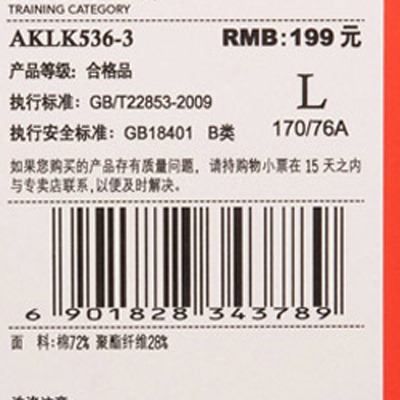 TRAINING CATEGORY
AKLK536-3 RMB:199 元
产品等级: 合格品
执行标准: GB/T22853-2009 L
执行安全标准: GB18401 B类 170/76A
如果您购买的产品存有质量问题, 请持购物小票在 15 天之内
与专卖店联系,以便及时解决。
6 901828 343789
面 料:棉72% 聚酯纤维28%